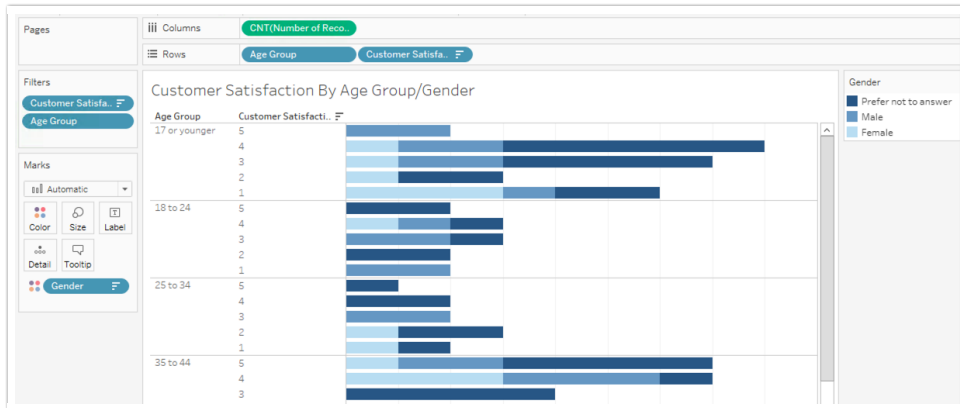 Pages
Columns
CNT(Number of Reco..
Rows
Age Group
Customer Satisfa..
Filters
Customer Satisfa..
Age Group
Marks
Automatic
Color
Size
T
Label
Detail
Tooltip
Gender
Customer Satisfaction By Age Group/Gender
Age Group
Customer Satisfacti..
17 or younger
5
4
3
2
1
18 to 24
5
4
3
2
1
25 to 34
5
4
3
2
1
35 to 44
5
4
3
Gender
Prefer not to answer
Male
Female